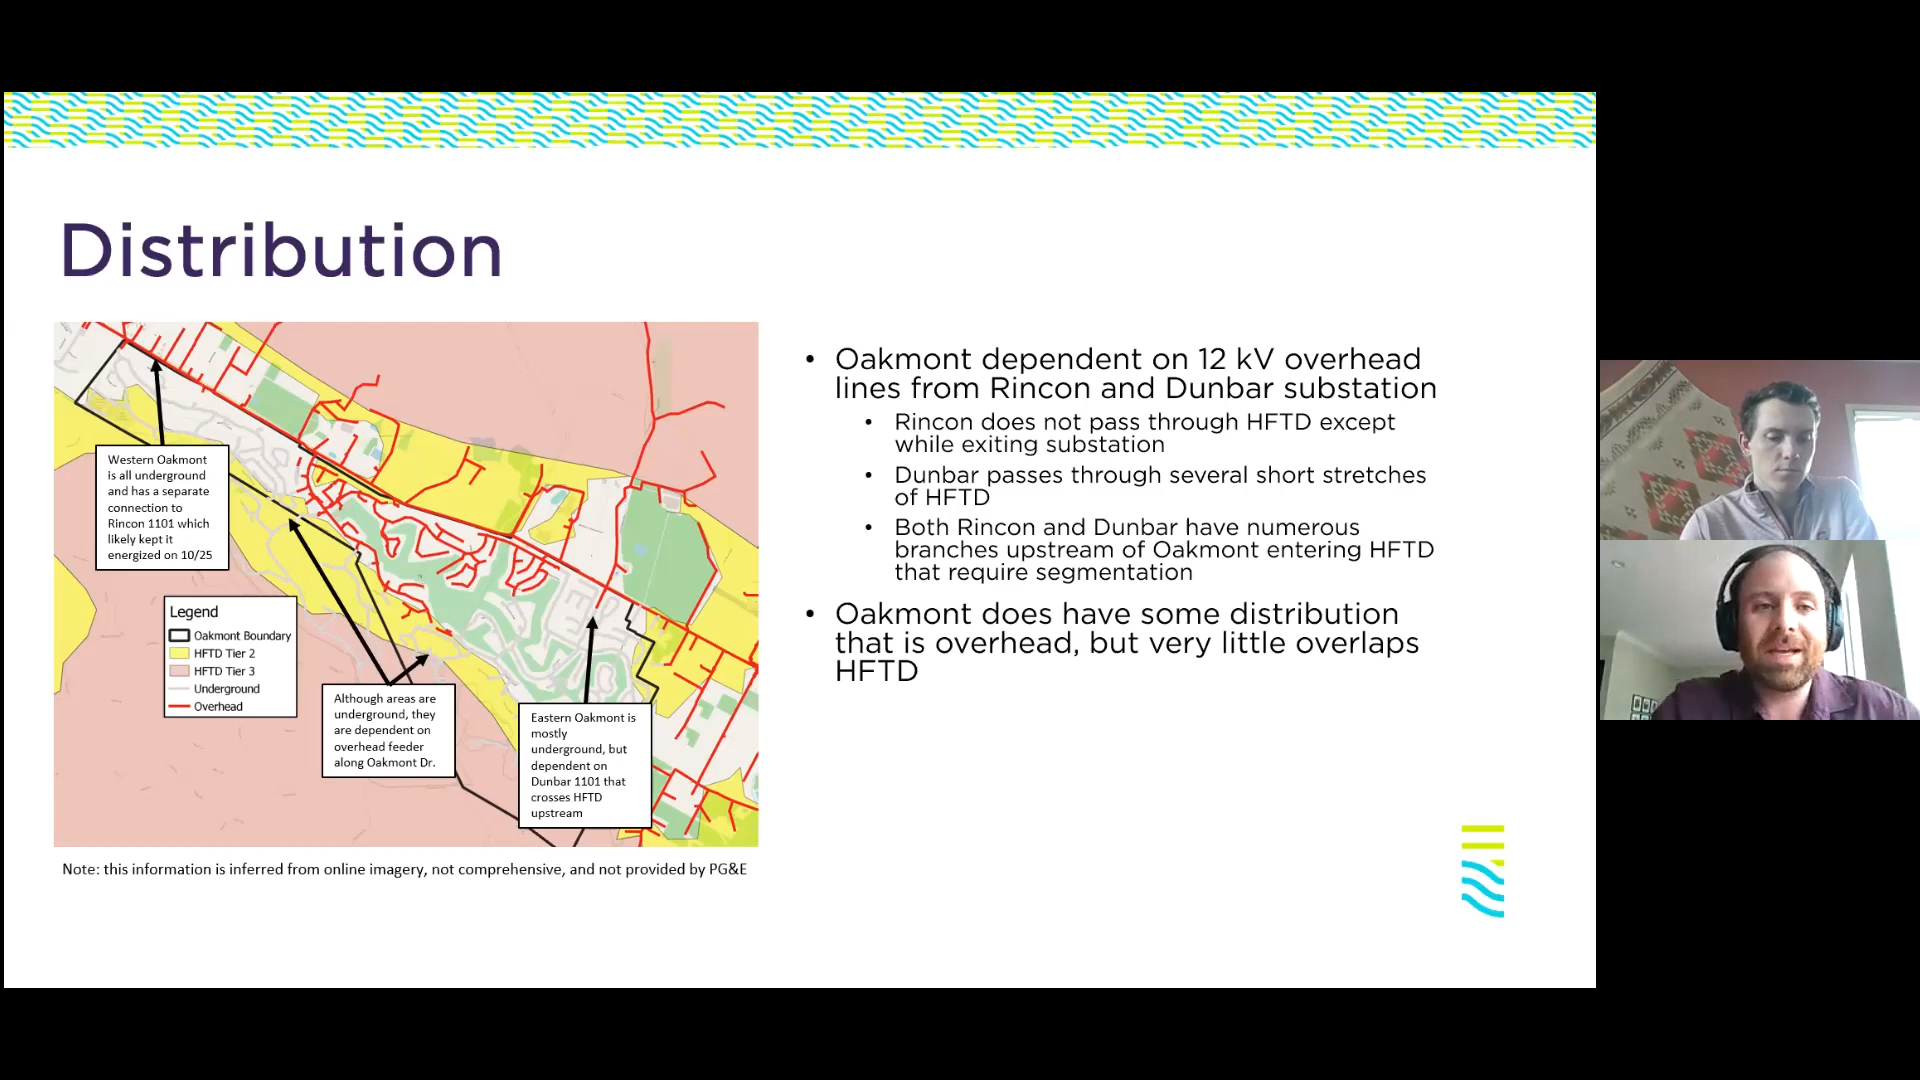 Distribution
Western Oakmont
is all underground
and has a separate
connection to
Rincon 1101 which
likely kept it
energized on 10/25
Legend
Oakmont Boundary
HFTD Tier 2
HFTD Tier 3
Underground
Overhead
Although areas are
underground, they
are dependent on
overhead feeder
along Oakmont Dr.
Eastern Oakmont is
mostly
underground, but
dependent on
Dunbar 1101 that
crosses HFTD
upstream
Note: this information is inferred from online imagery, not comprehensive, and not provided by PG&E
• Oakmont dependent on 12 kV overhead
lines from Rincon and Dunbar substation
• Rincon does not pass through HFTD except
while exiting substation
• Dunbar passes through several short stretches
of HFTD
• Both Rincon and Dunbar have numerous
branches upstream of Oakmont entering HFTD
that require segmentation
• Oakmont does have some distribution
that is overhead, but very little overlaps
HFTD